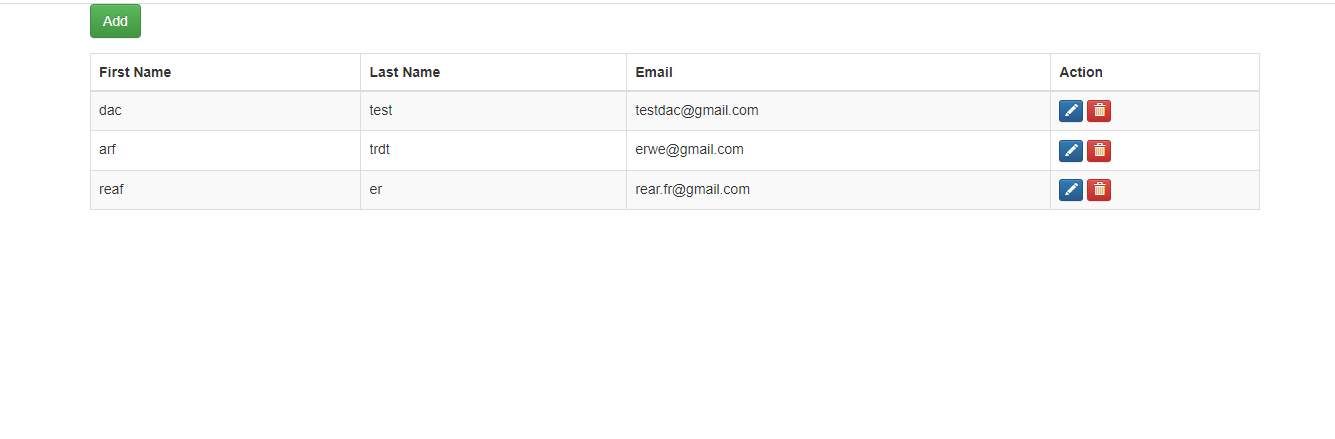 Add
First Name Last Name Email Action
dac test testdac@gmail.com
arf trdt erwe@gmail.com
reaf er rear.fr@gmail.com